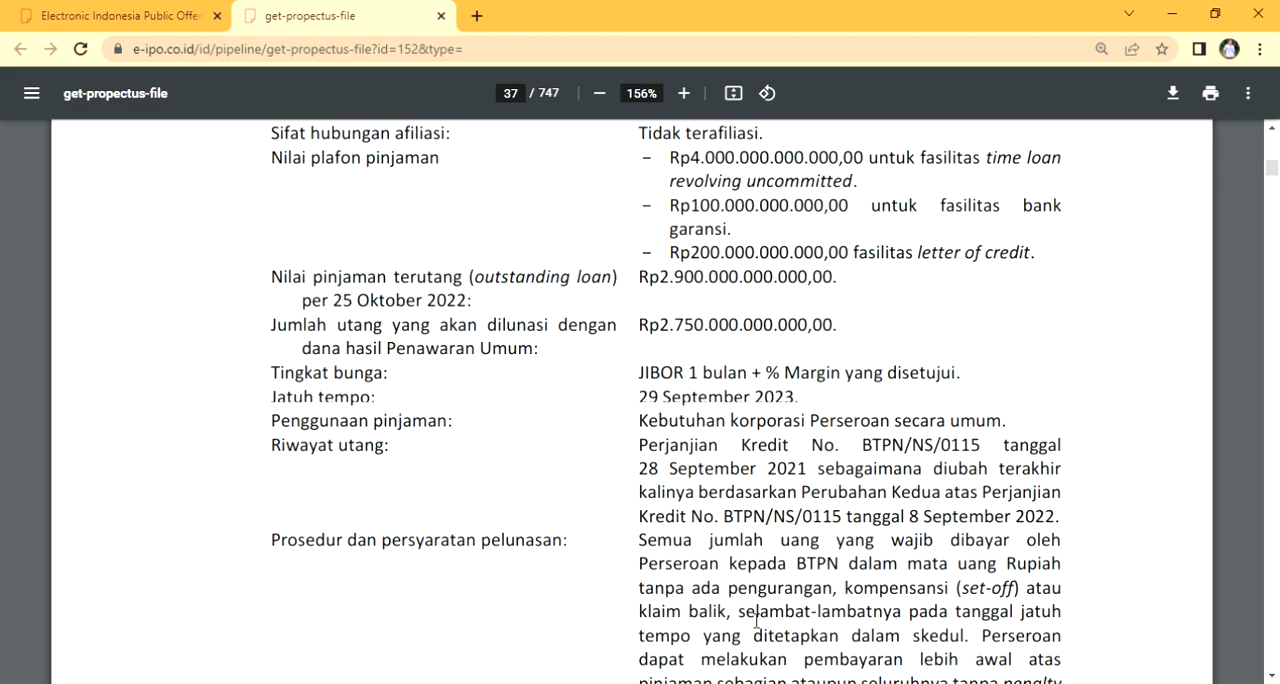 Electronic Indonesia Public Offe
get-propectus-file
e-ipo.co.id/id/pipeline/get-propectus-file?id=152&type=
get-propectus-file
37 / 747
156%
Sifat hubungan afiliasi: Tidak terafiliasi.
Nilai plafon pinjaman – Rp4.000.000.000.000,00 untuk fasilitas time loan
revolving uncommitted.
– Rp100.000.000.000,00 untuk fasilitas bank
garansi.
– Rp200.000.000.000,00 fasilitas letter of credit.
Nilai pinjaman terutang (outstanding loan) Rp2.900.000.000.000,00.
per 25 Oktober 2022:
Jumlah utang yang akan dilunasi dengan Rp2.750.000.000.000,00.
dana hasil Penawaran Umum:
Tingkat bunga: JIBOR 1 bulan + % Margin yang disetujui.
Jatuh tempo: 29 September 2023.
Penggunaan pinjaman: Kebutuhan korporasi Perseroan secara umum.
Riwayat utang: Perjanjian Kredit No. BTPN/NS/0115 tanggal
28 September 2021 sebagaimana diubah terakhir
kalinya berdasarkan Perubahan Kedua atas Perjanjian
Kredit No. BTPN/NS/0115 tanggal 8 September 2022.
Prosedur dan persyaratan pelunasan: Semua jumlah uang yang wajib dibayar oleh
Perseroan kepada BTPN dalam mata uang Rupiah
tanpa ada pengurangan, kompensansi (set-off) atau
klaim balik, selambat-lambatnya pada tanggal jatuh
tempo yang ditetapkan dalam skedul. Perseroan
dapat melakukan pembayaran lebih awal atas
pinjaman sebagian ataupun seluruhnya tanpa penalty